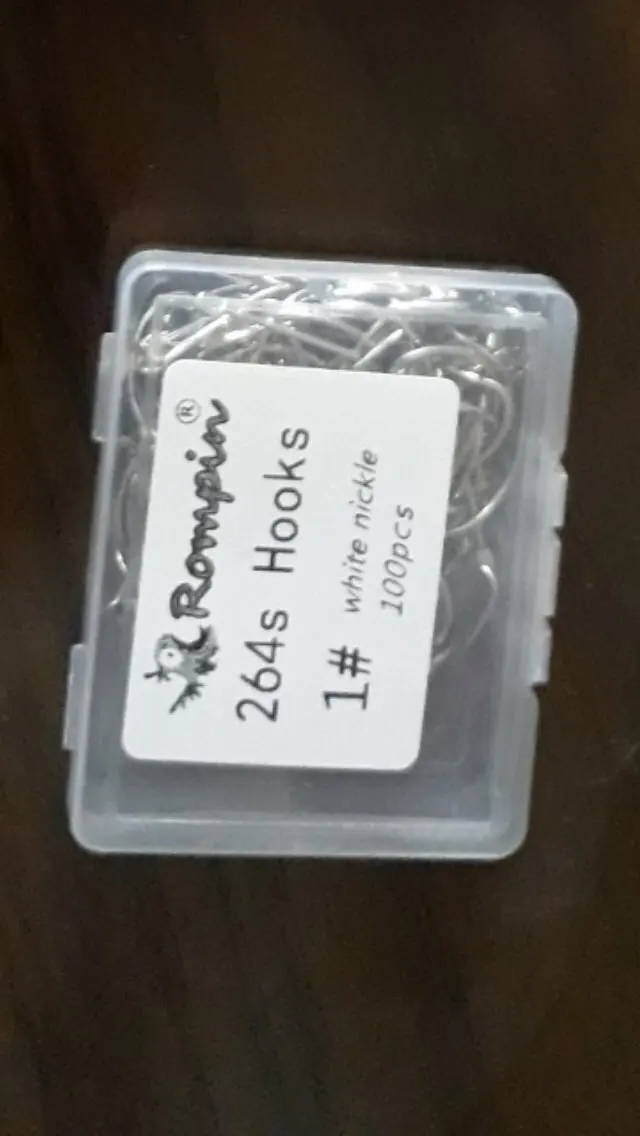 Rompin®
264s Hooks
1# white nickle
100pcs